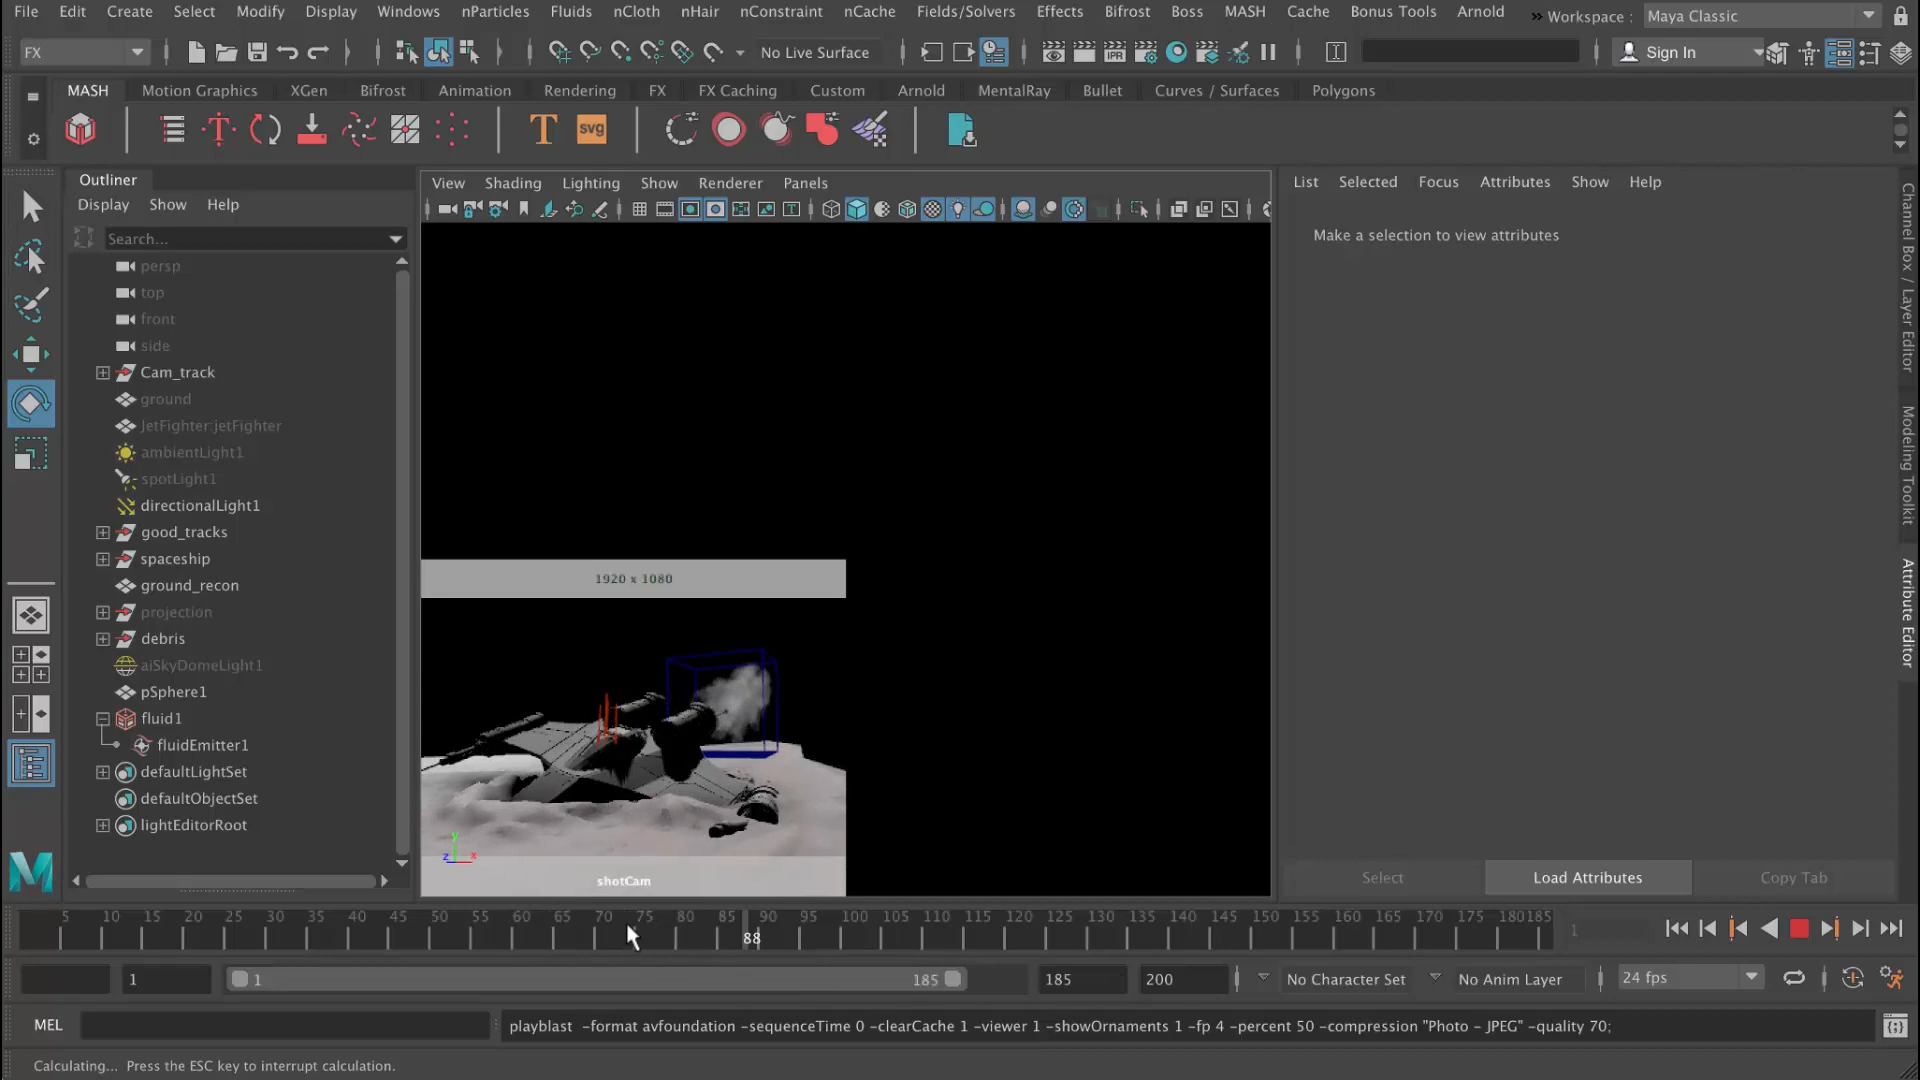 File Edit Create Select Modify Display Windows nParticles Fluids nCloth nHair nConstraint nCache Fields/Solvers Effects Bifrost Boss MASH Cache Bonus Tools Arnold
» Workspace : Maya Classic
FX No Live Surface Sign In
MASH Motion Graphics XGen Bifrost Animation Rendering FX FX Caching Custom Arnold MentalRay Bullet Curves / Surfaces Polygons
T svg
IPR
Outliner
Display Show Help
Search...
persp
top
front
side
Cam_track
ground
JetFighter:jetFighter
ambientLight1
spotLight1
directionalLight1
good_tracks
spaceship
ground_recon
projection
debris
aiSkyDomeLight1
pSphere1
fluid1
fluidEmitter1
defaultLightSet
defaultObjectSet
lightEditorRoot
View Shading Lighting Show Renderer Panels
1920 x 1080
y
z x
shotCam
List Selected Focus Attributes Show Help
Make a selection to view attributes
Select Load Attributes Copy Tab
Channel Box / Layer Editor
Modeling Toolkit
Attribute Editor
5 10 15 20 25 30 35 40 45 50 55 60 65 70 75 80 85 90 95 100 105 110 115 120 125 130 135 140 145 150 155 160 165 170 175 180 185
88
1
1 1 185 185 200 No Character Set No Anim Layer 24 fps
MEL playblast -format avfoundation -sequenceTime 0 -clearCache 1 -viewer 1 -showOrnaments 1 -fp 4 -percent 50 -compression "Photo - JPEG" -quality 70;
Calculating... Press the ESC key to interrupt calculation.